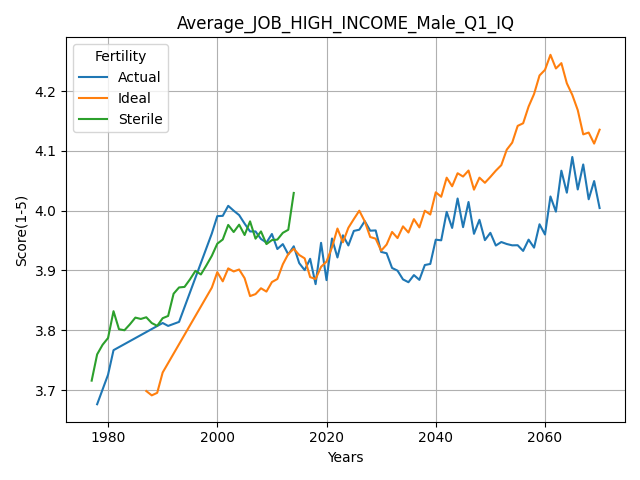 Average_JOB_HIGH_INCOME_Male_Q1_IQ
Fertility
Actual
Ideal
Sterile
4.2
4.1
4.0
3.9
3.8
3.7
Score(1-5)
1980 2000 2020 2040 2060
Years